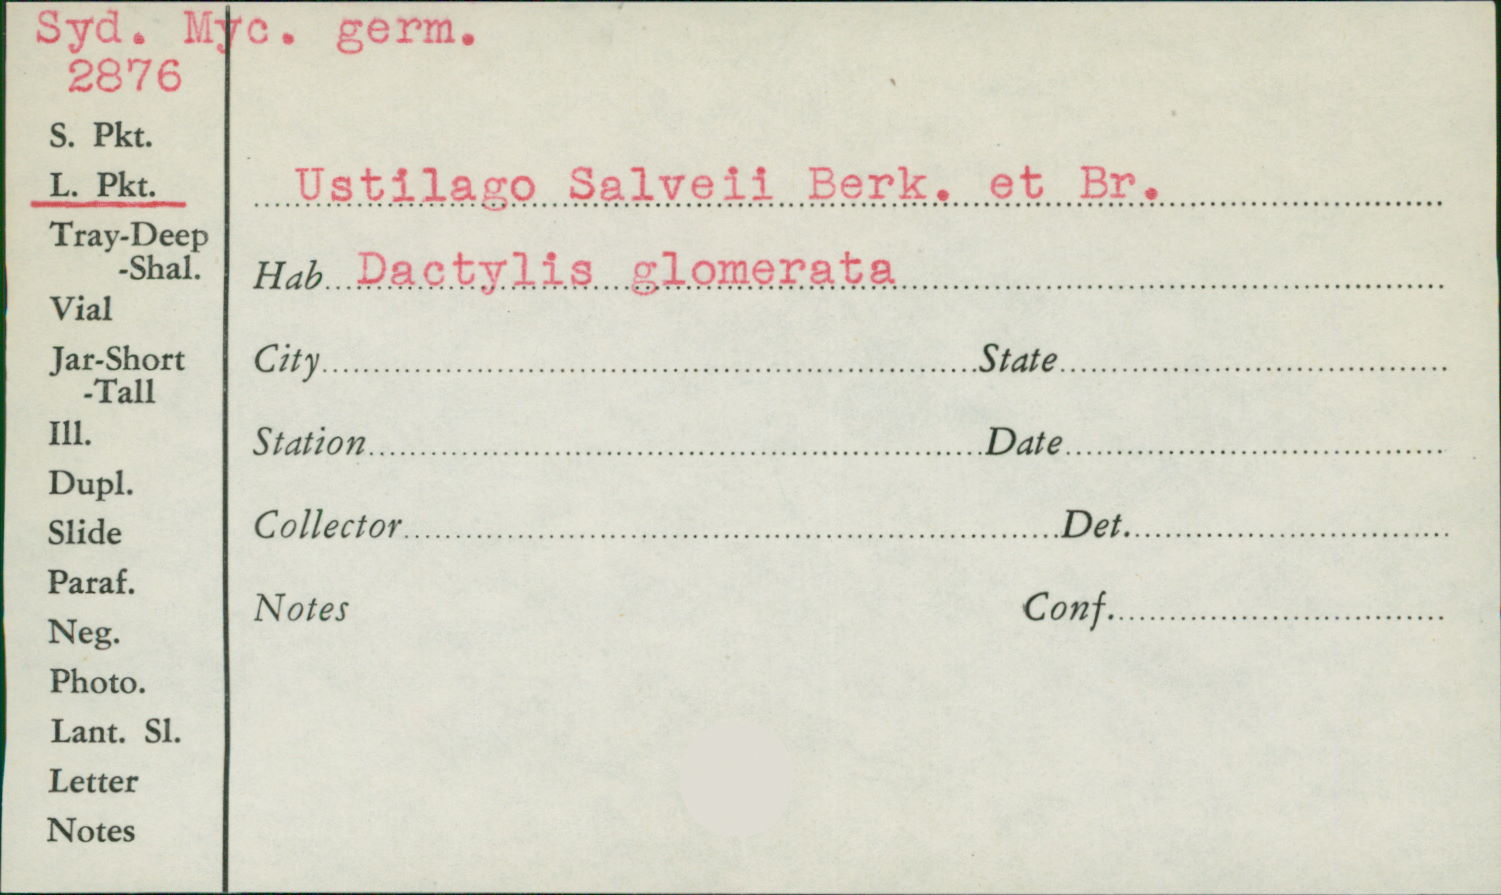 Syd. Myc. germ.
2876
S. Pkt.
L. Pkt.
Tray-Deep
-Shal.
Vial
Jar-Short
-Tall
Ill.
Dupl.
Slide
Paraf.
Neg.
Photo.
Lant. Sl.
Letter
Notes
Ustilago Salveii Berk. et Br.
Hab Dactylis glomerata
City State
Station Date
Collector Det.
Notes Conf.